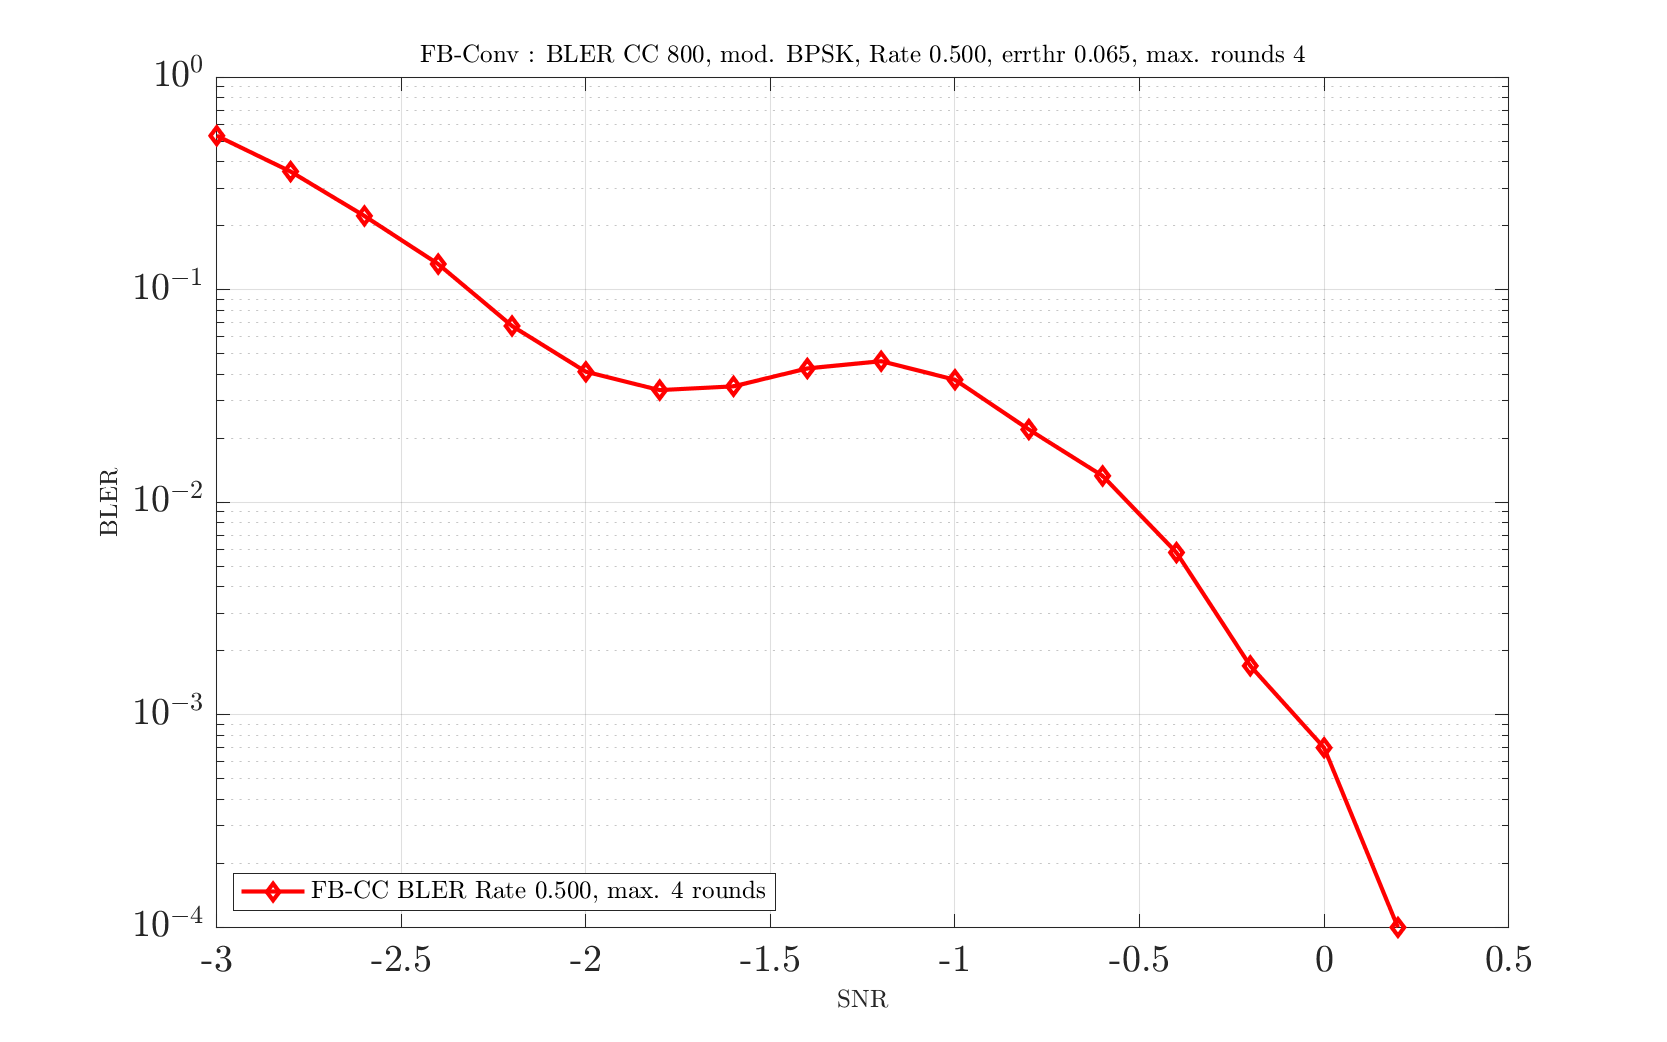 FB-Conv : BLER CC 800, mod. BPSK, Rate 0.500, errthr 0.065, max. rounds 4
10⁰
10⁻¹
10⁻²
10⁻³
10⁻⁴
BLER
FB-CC BLER Rate 0.500, max. 4 rounds
-3 -2.5 -2 -1.5 -1 -0.5 0 0.5
SNR